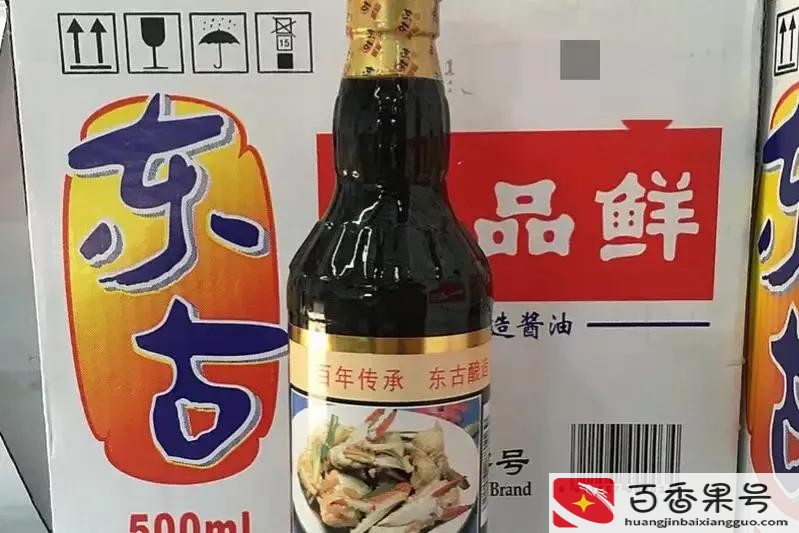 15
东古
品鲜
造酱油
百年传承 东古酿造
号
Brand
500ml
百香果号
huangjinbaixiangguo.com